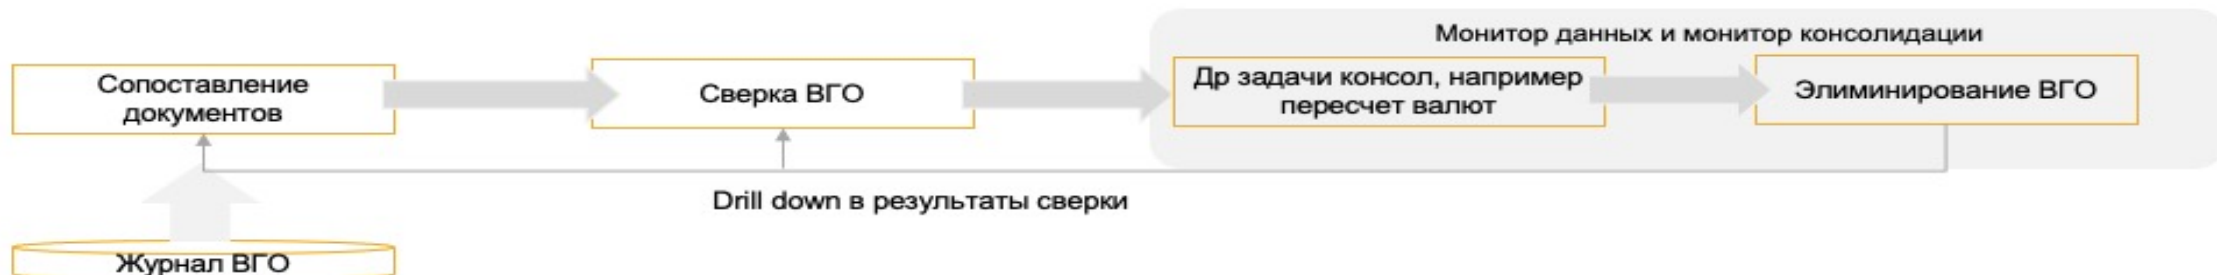 Монитор данных и монитор консолидации
Сопоставление
документов
Сверка ВГО
Др задачи консол, например
пересчет валют
Элиминирование ВГО
Drill down в результаты сверки
Журнал ВГО